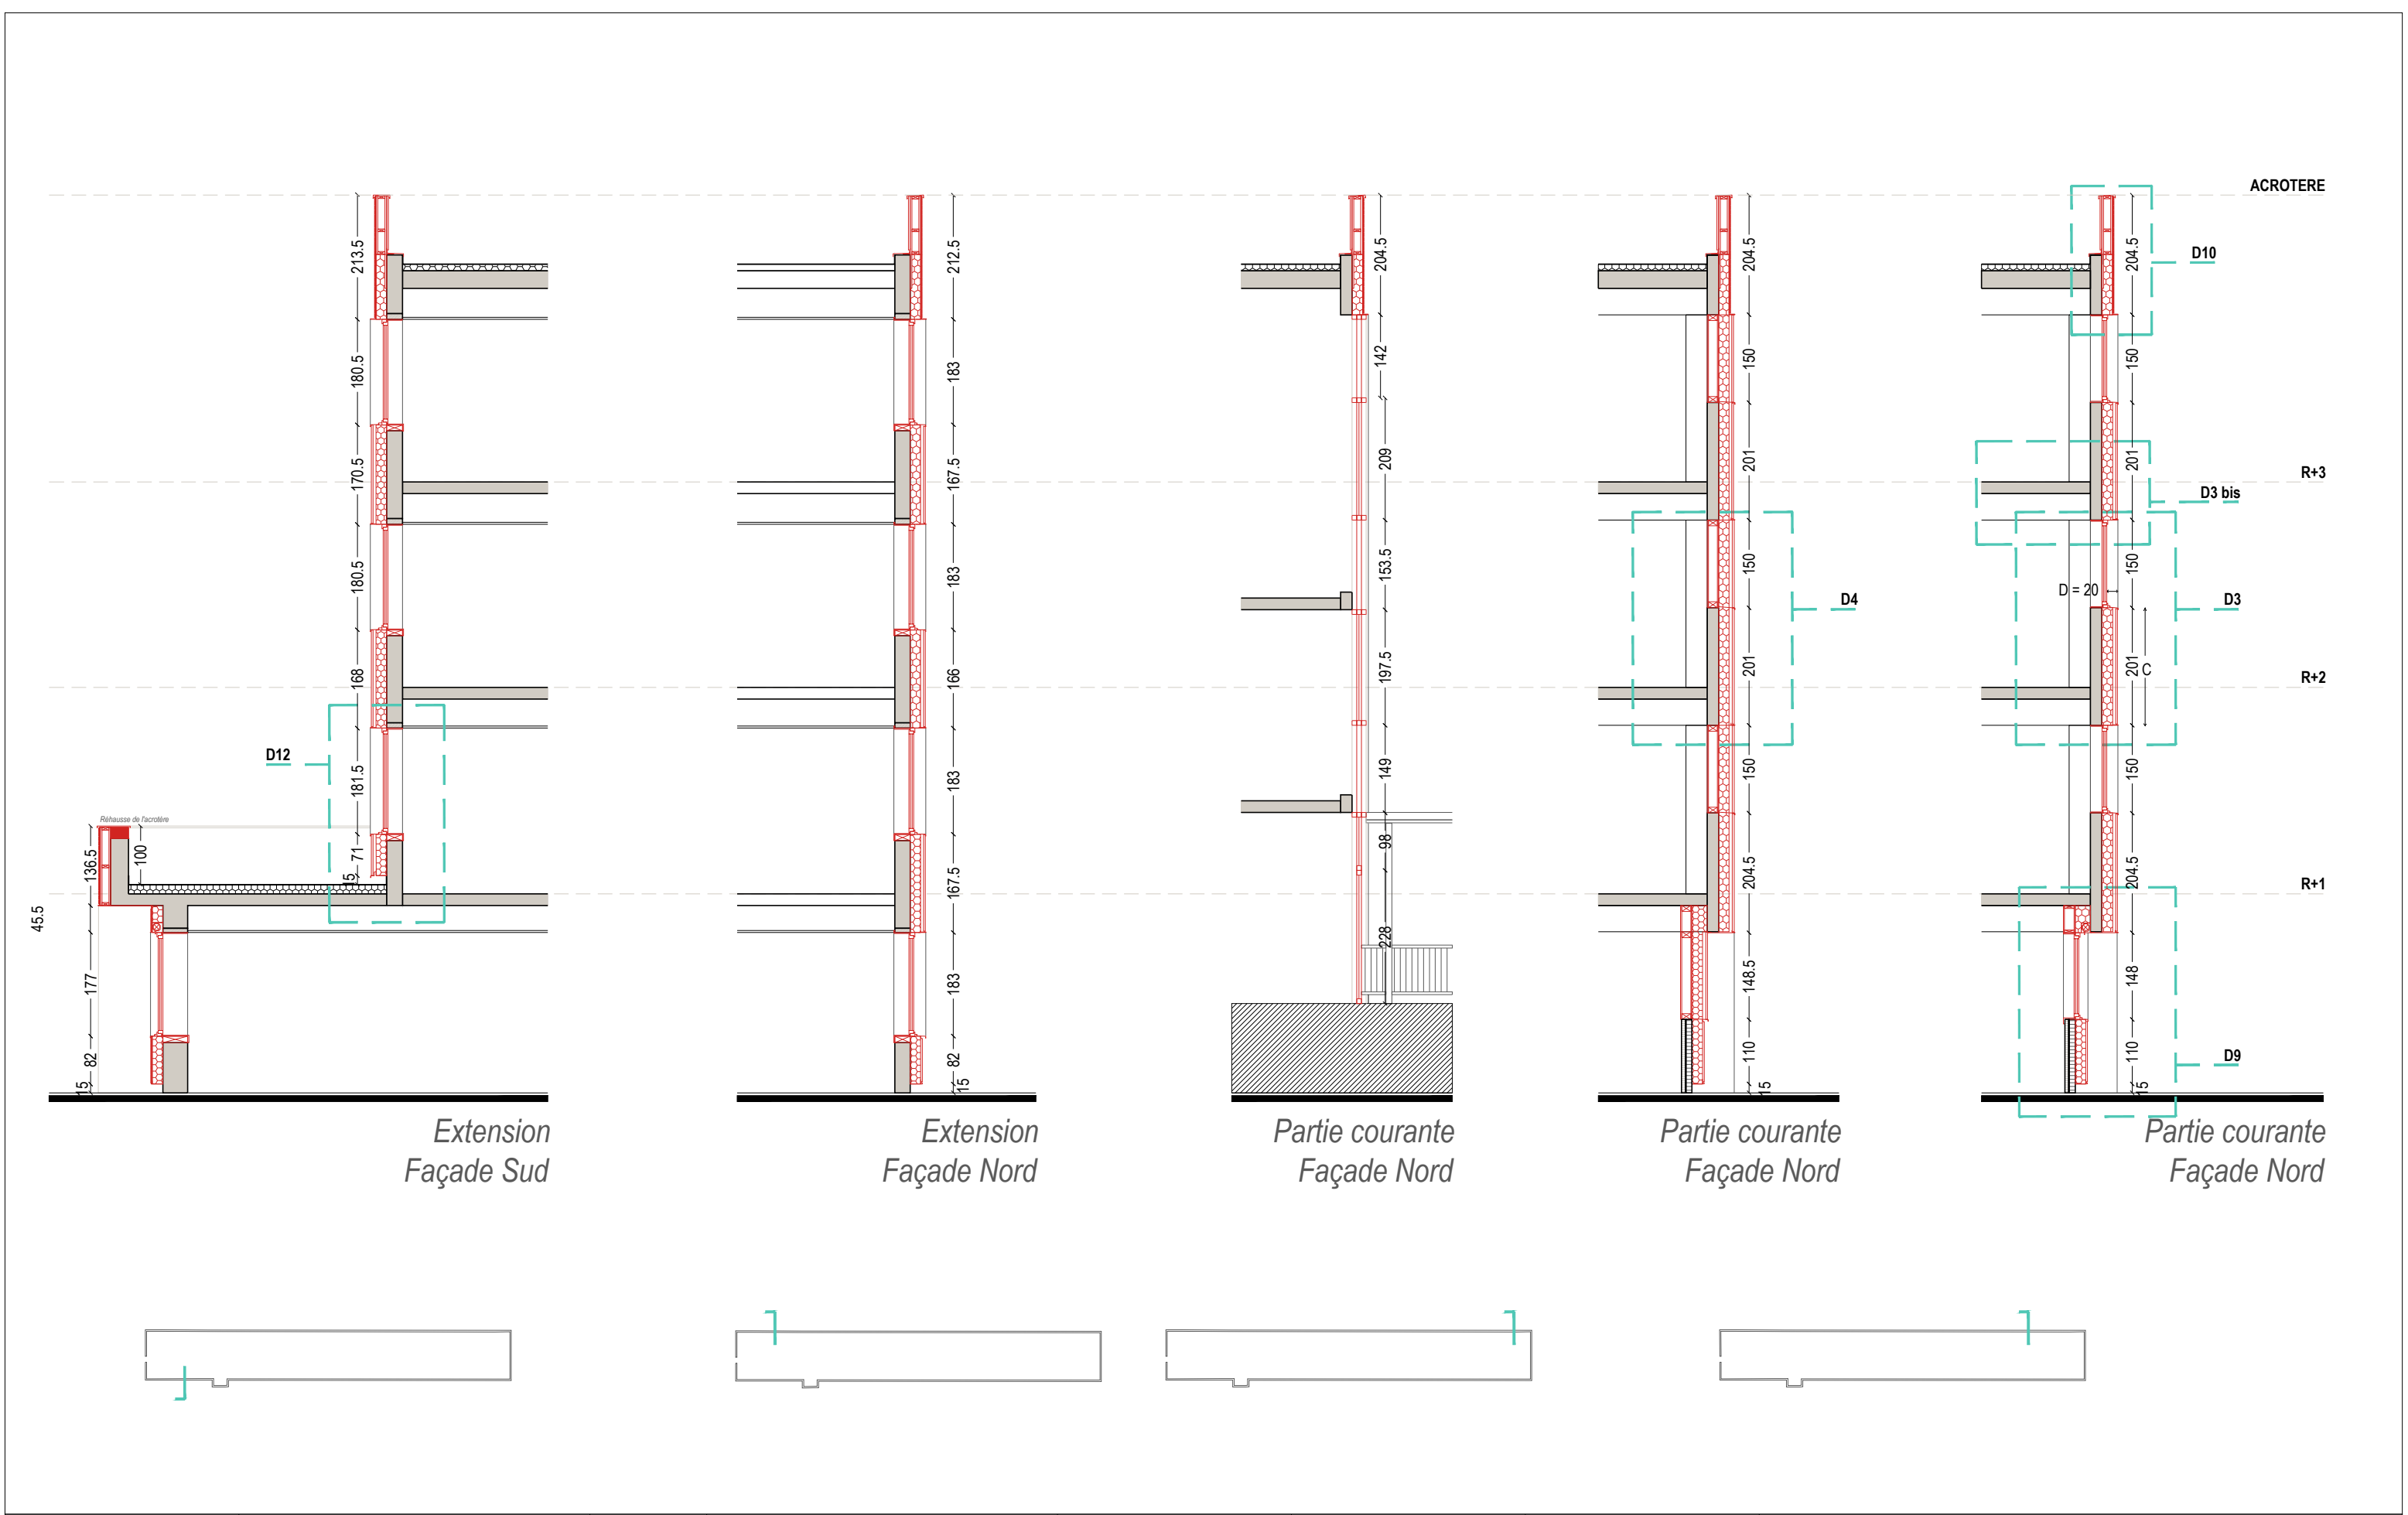 ACROTERE
D10
R+3
D3 bis
D3
R+2
R+1
D9
D4
D12
Réhausse de l'acrotère
213.5
180.5
170.5
180.5
168
181.5
71
15
100
136.5
45.5
177
82
15
212.5
183
167.5
183
166
183
167.5
183
82
15
204.5
142
209
153.5
197.5
149
98
228
204.5
150
201
150
201
150
204.5
148.5
110
15
204.5
150
201
150
D = 20
201
C
150
204.5
148
110
15
Extension
Façade Sud
Extension
Façade Nord
Partie courante
Façade Nord
Partie courante
Façade Nord
Partie courante
Façade Nord